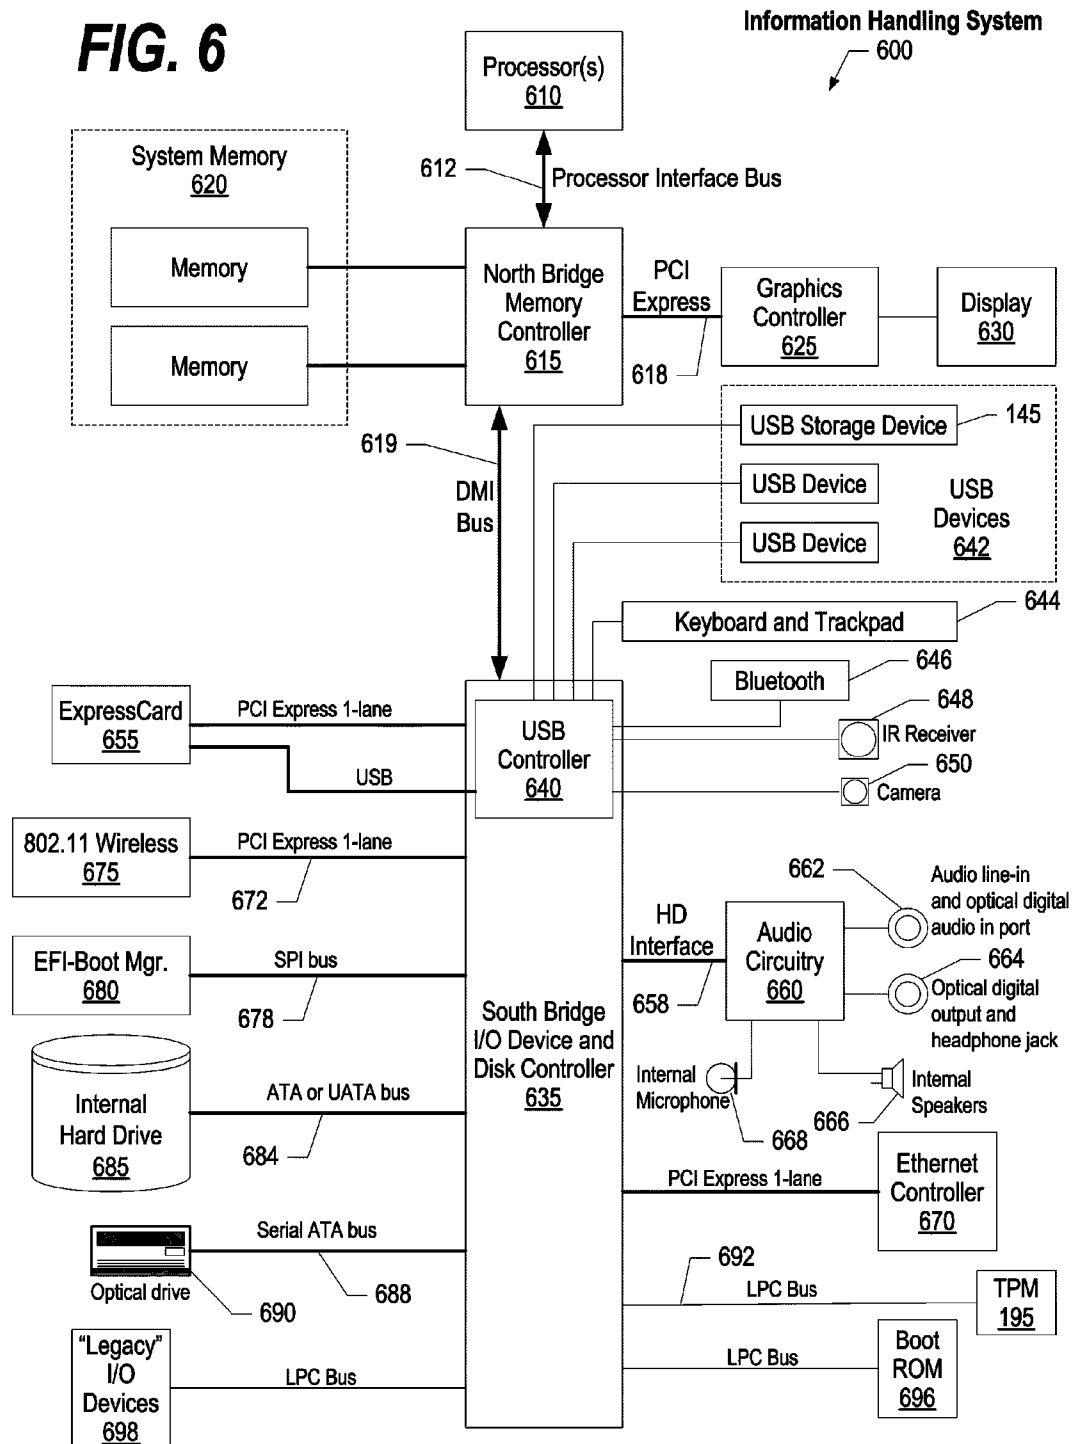 FIG. 6
Information Handling System
600
Processor(s)
610
System Memory
620
612
Processor Interface Bus
Memory
Memory
North Bridge
Memory
Controller
615
PCI
Express
618
Graphics
Controller
625
Display
630
619
DMI
Bus
USB Storage Device
145
USB Device
USB Device
USB
Devices
642
Keyboard and Trackpad
644
Bluetooth
646
648
IR Receiver
650
Camera
ExpressCard
655
PCI Express 1-lane
USB
USB
Controller
640
802.11 Wireless
675
PCI Express 1-lane
672
662
Audio line-in
and optical digital
audio in port
HD
Interface
658
Audio
Circuitry
660
664
Optical digital
output and
headphone jack
EFI-Boot Mgr.
680
SPI bus
678
South Bridge
I/O Device and
Disk Controller
635
Internal
Microphone
668
666
Internal
Speakers
Internal
Hard Drive
685
ATA or UATA bus
684
PCI Express 1-lane
Ethernet
Controller
670
Optical drive
690
Serial ATA bus
688
692
LPC Bus
TPM
195
"Legacy"
I/O
Devices
698
LPC Bus
LPC Bus
Boot
ROM
696